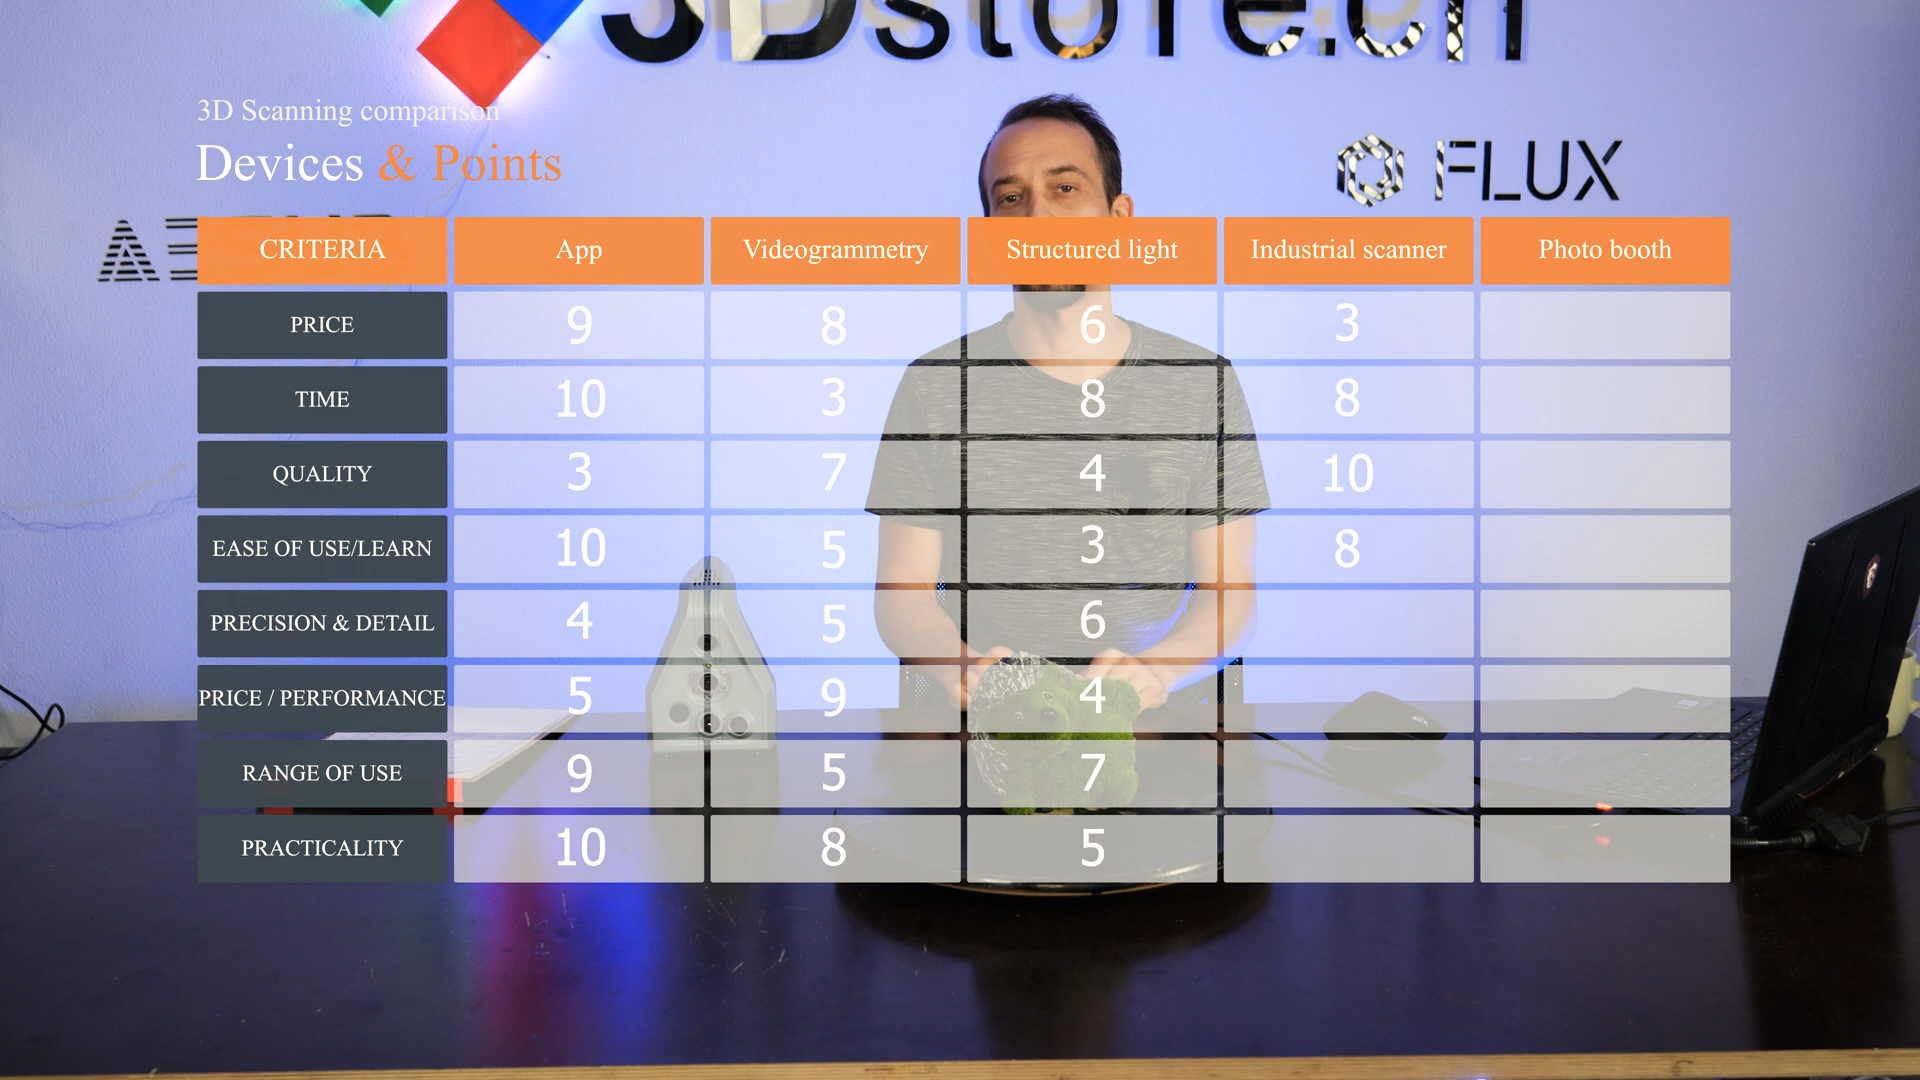 3Dstore.ch
3D Scanning comparison
Devices & Points
FLUX
CRITERIA App Videogrammetry Structured light Industrial scanner Photo booth
PRICE 9 8 6 3
TIME 10 3 8 8
QUALITY 3 7 4 10
EASE OF USE/LEARN 10 5 3 8
PRECISION & DETAIL 4 5 6
PRICE / PERFORMANCE 5 9 4
RANGE OF USE 9 5 7
PRACTICALITY 10 8 5